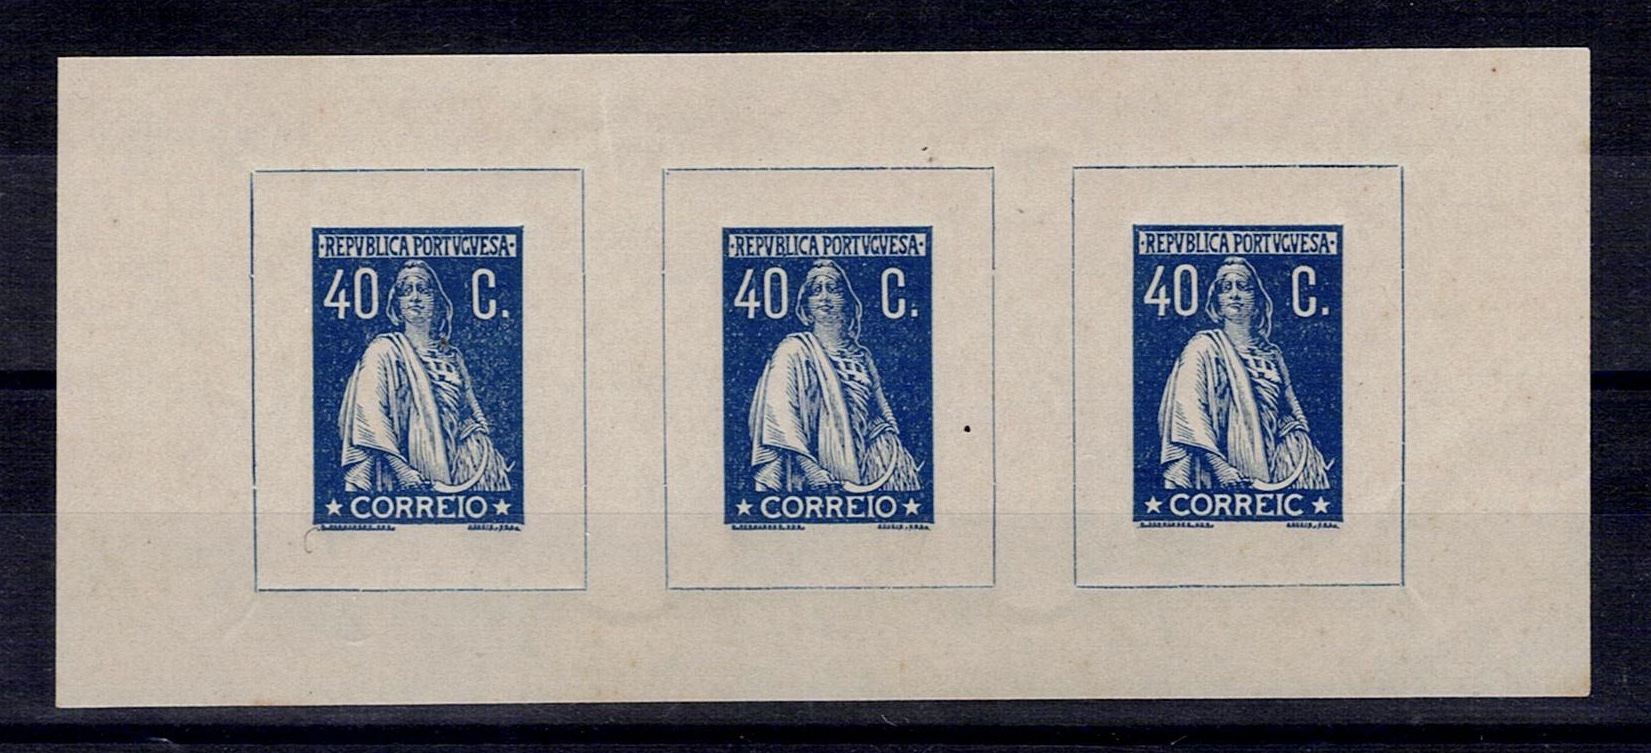 ·REPVBLICA PORTVGVESA·
40 C.
★ CORREIO ★
·REPVBLICA PORTVGVESA·
40 C.
★ CORREIO ★
·REPVBLICA PORTVGVESA·
40 C.
★ CORREIC ★